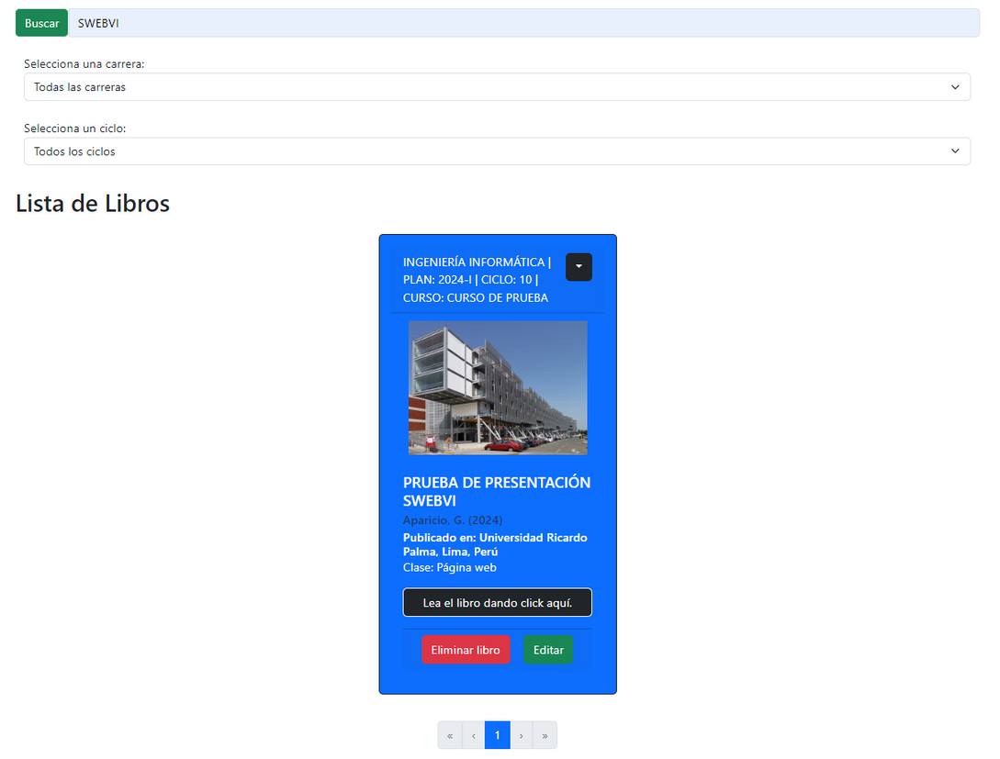 Buscar SWEBVI
Selecciona una carrera:
Todas las carreras
Selecciona un ciclo:
Todos los ciclos
Lista de Libros
INGENIERÍA INFORMÁTICA |
PLAN: 2024-I | CICLO: 10 |
CURSO: CURSO DE PRUEBA
PRUEBA DE PRESENTACIÓN
SWEBVI
Aparicio, G. (2024)
Publicado en: Universidad Ricardo
Palma, Lima, Perú
Clase: Página web
Lea el libro dando click aquí.
Eliminar libro Editar
« ‹ 1 › »